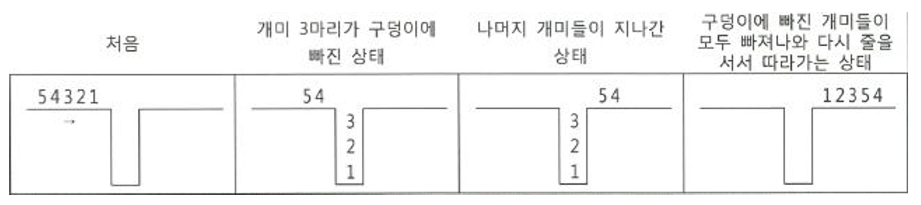 처음
개미 3마리가 구덩이에
빠진 상태
나머지 개미들이 지나간
상태
구덩이에 빠진 개미들이
모두 빠져나와 다시 줄을
서서 따라가는 상태
54321
→
54
3
2
1
54
3
2
1
12354